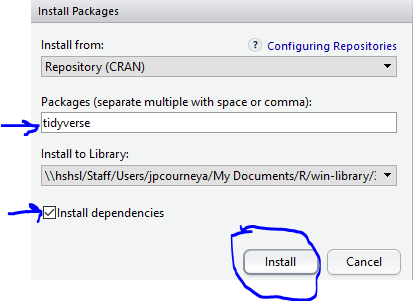 Install Packages
Install from:
? Configuring Repositories
Repository (CRAN)
Packages (separate multiple with space or comma):
tidyverse
Install to Library:
\\hshsl/Staff/Users/jpcourneya/My Documents/R/win-library/
Install dependencies
Install
Cancel